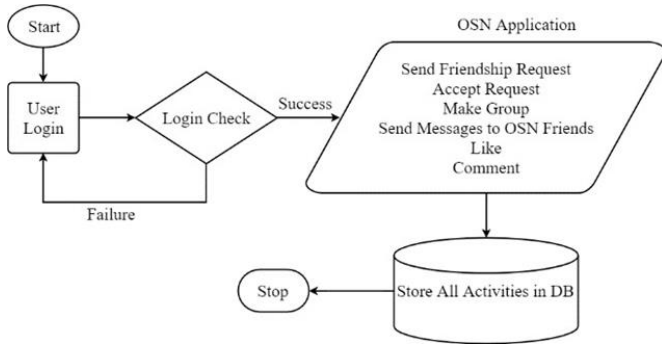 Start
User
Login
Login Check
Success
Failure
OSN Application
Send Friendship Request
Accept Request
Make Group
Send Messages to OSN Friends
Like
Comment
Store All Activities in DB
Stop